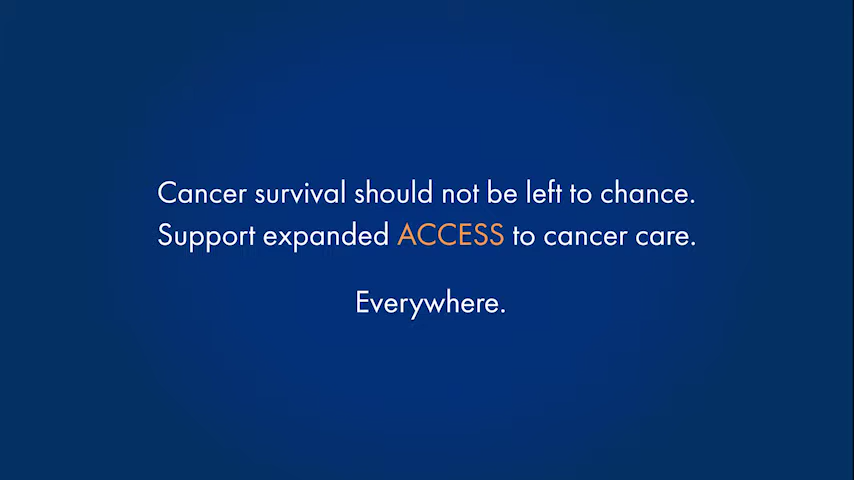 Cancer survival should not be left to chance.
Support expanded ACCESS to cancer care.
Everywhere.